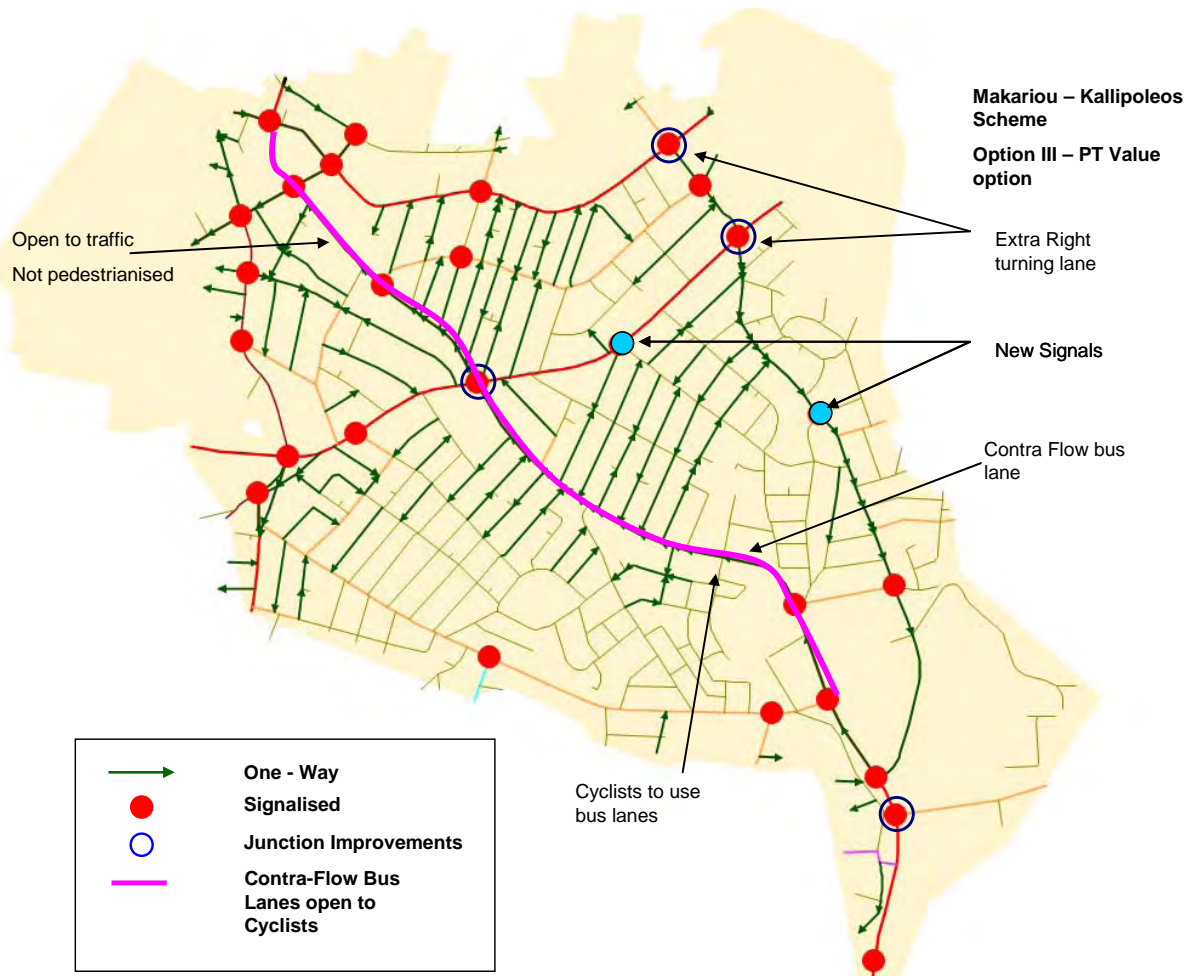 Makariou – Kallipoleos
Scheme
Option III – PT Value
option
Open to traffic
Not pedestrianised
Extra Right
turning lane
New Signals
Contra Flow bus
lane
Cyclists to use
bus lanes
One - Way
Signalised
Junction Improvements
Contra-Flow Bus
Lanes open to
Cyclists